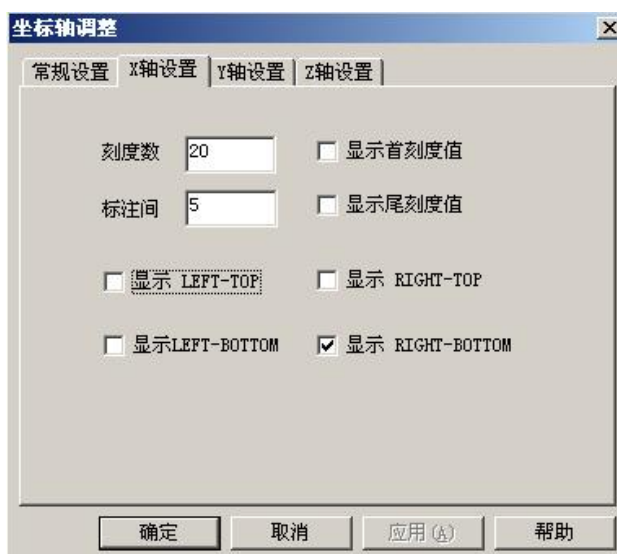 坐标轴调整
常规设置 X轴设置 Y轴设置 Z轴设置
刻度数 20 显示首刻度值
标注间 5 显示尾刻度值
显示 LEFT-TOP 显示 RIGHT-TOP
显示LEFT-BOTTOM 显示 RIGHT-BOTTOM
确定 取消 应用(A) 帮助